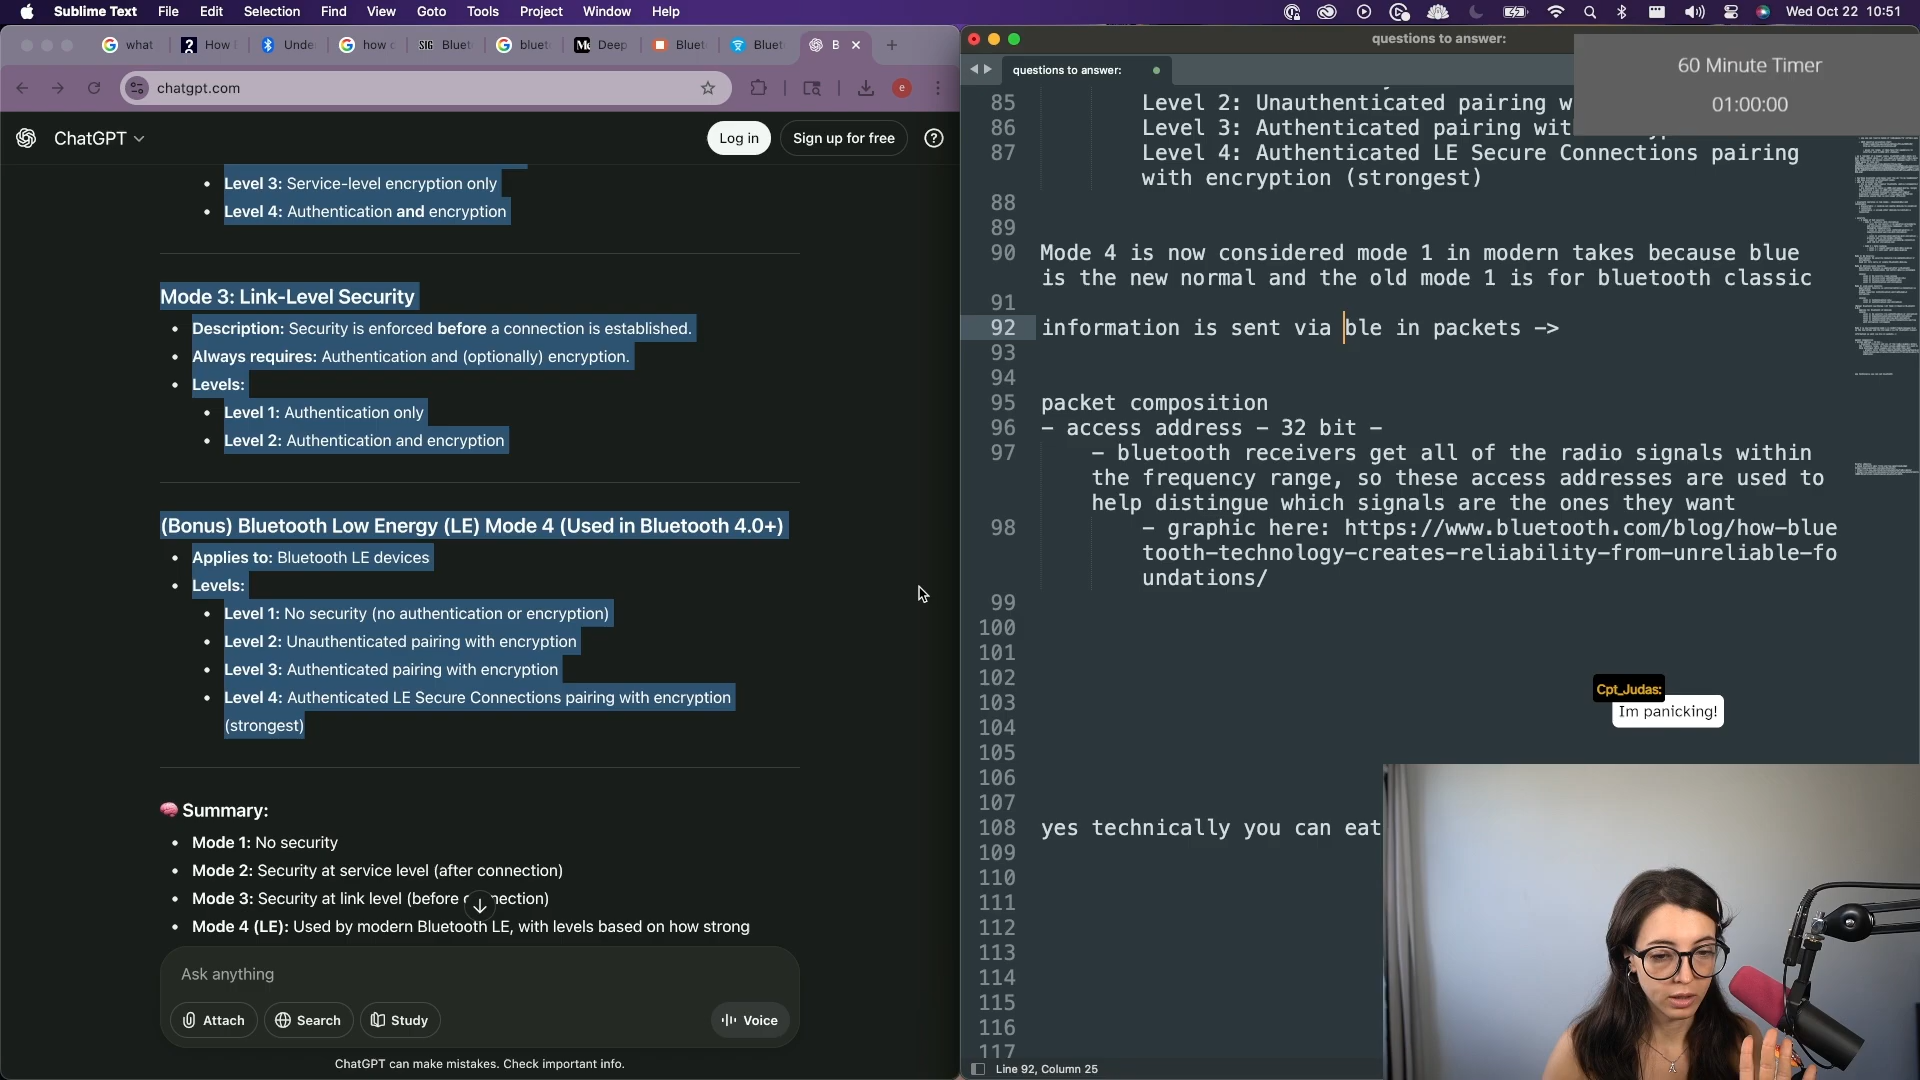 Sublime Text File Edit Selection Find View Goto Tools Project Window Help Wed Oct 22 10:51
what How Unde how c SIG Bluet bluet Deep Bluet Bluet B
chatgpt.com e
ChatGPT Log in Sign up for free
Level 3: Service-level encryption only
Level 4: Authentication and encryption
Mode 3: Link-Level Security
Description: Security is enforced before a connection is established.
Always requires: Authentication and (optionally) encryption.
Levels:
Level 1: Authentication only
Level 2: Authentication and encryption
(Bonus) Bluetooth Low Energy (LE) Mode 4 (Used in Bluetooth 4.0+)
Applies to: Bluetooth LE devices
Levels:
Level 1: No security (no authentication or encryption)
Level 2: Unauthenticated pairing with encryption
Level 3: Authenticated pairing with encryption
Level 4: Authenticated LE Secure Connections pairing with encryption
(strongest)
🧠 Summary:
Mode 1: No security
Mode 2: Security at service level (after connection)
Mode 3: Security at link level (before connection)
Mode 4 (LE): Used by modern Bluetooth LE, with levels based on how strong
Ask anything
Attach Search Study Voice
ChatGPT can make mistakes. Check important info.
questions to answer:
questions to answer:
60 Minute Timer
01:00:00
85 Level 2: Unauthenticated pairing w
86 Level 3: Authenticated pairing wit
87 Level 4: Authenticated LE Secure Connections pairing
with encryption (strongest)
88
89
90 Mode 4 is now considered mode 1 in modern takes because blue
is the new normal and the old mode 1 is for bluetooth classic
91
92 information is sent via ble in packets ->
93
94
95 packet composition
96 - access address - 32 bit -
97 - bluetooth receivers get all of the radio signals within
the frequency range, so these access addresses are used to
help distingue which signals are the ones they want
98 - graphic here: https://www.bluetooth.com/blog/how-blue
tooth-technology-creates-reliability-from-unreliable-fo
undations/
99
100
101
102
103
104
105
106
107
108 yes technically you can eat
109
110
111
112
113
114
115
116
117
Cpt_Judas:
Im panicking!
Line 92, Column 25